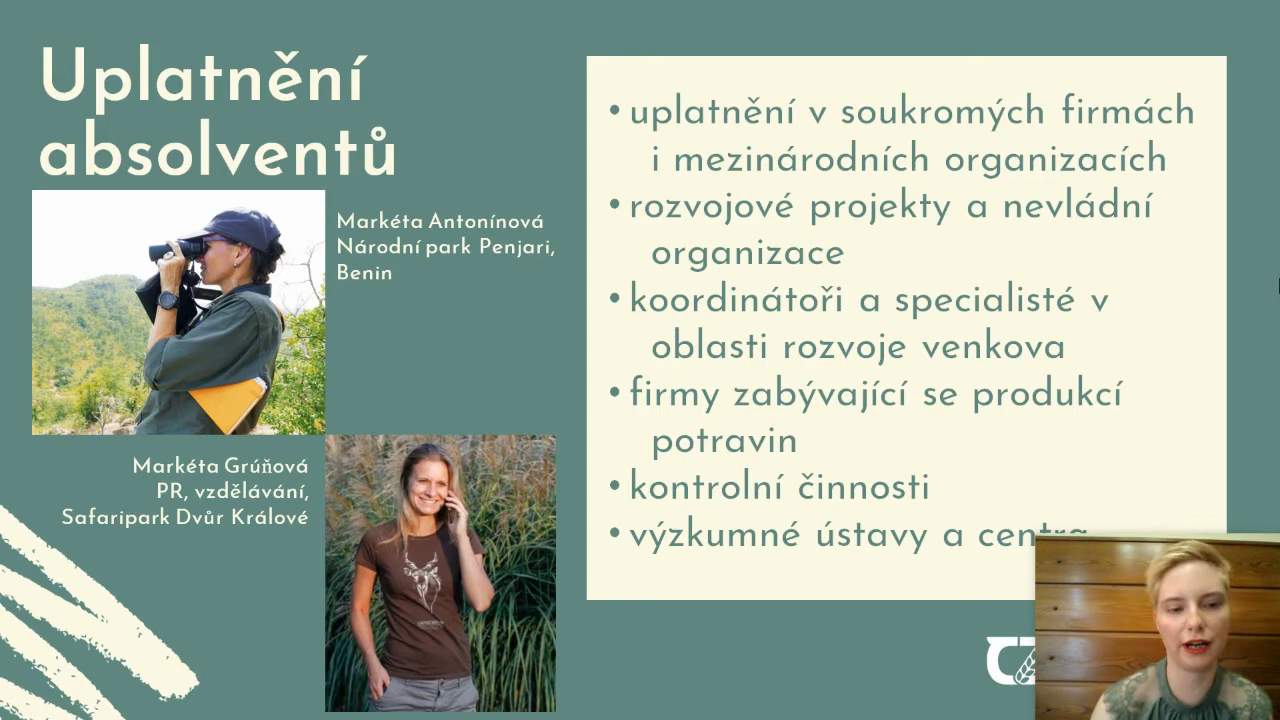 Uplatnění
absolventů
Markéta Antonínová
Národní park Penjari,
Benin
Markéta Grúňová
PR, vzdělávání,
Safaripark Dvůr Králové
• uplatnění v soukromých firmách
i mezinárodních organizacích
• rozvojové projekty a nevládní
organizace
• koordinátoři a specialisté v
oblasti rozvoje venkova
• firmy zabývající se produkcí
potravin
• kontrolní činnosti
• výzkumné ústavy a centra